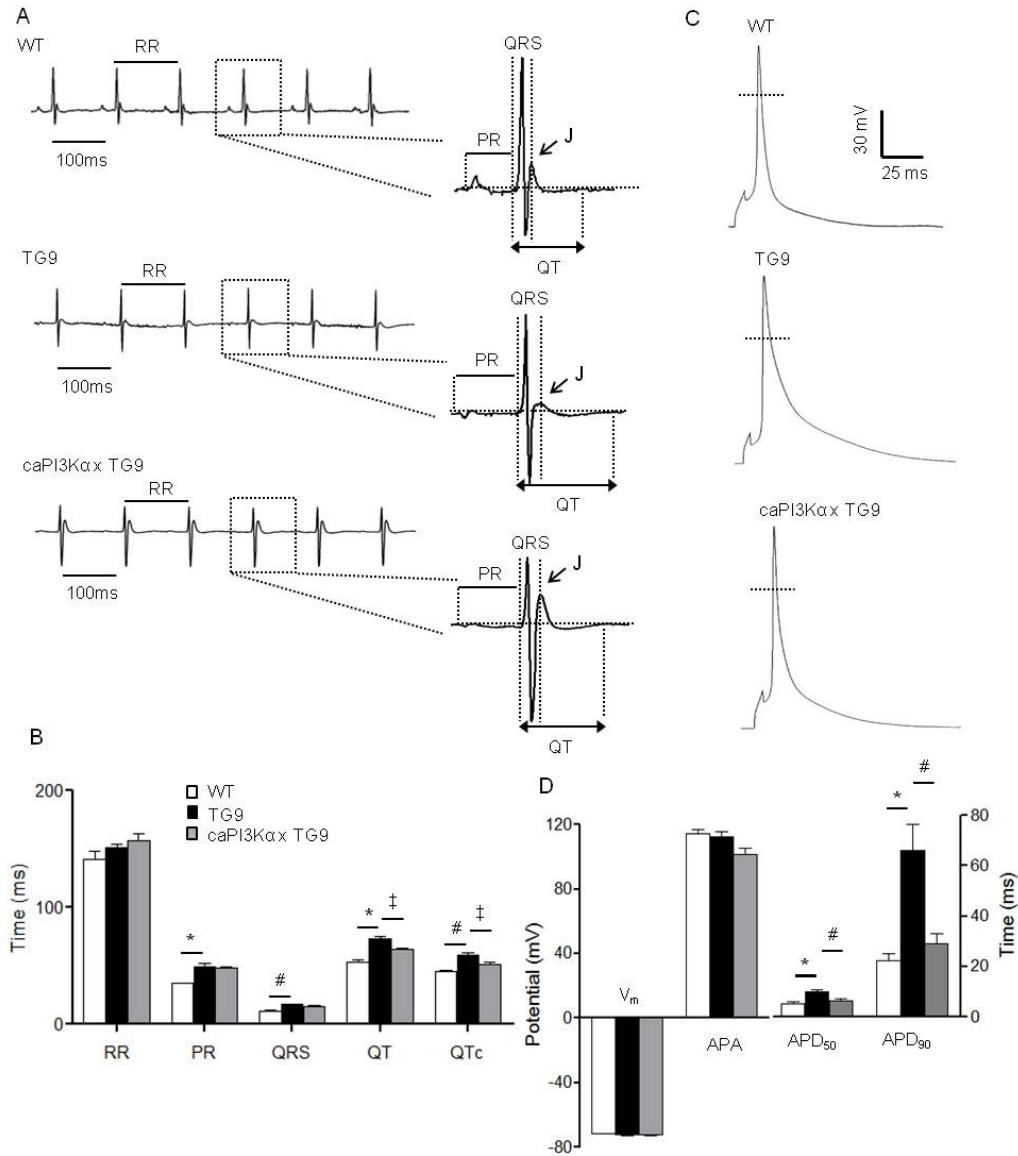 A
WT
RR
100ms
QRS
PR
J
QT
TG9
RR
100ms
QRS
PR
J
QT
caPI3Kα x TG9
RR
100ms
QRS
PR
J
QT
C
WT
30 mV
25 ms
TG9
caPI3Kα x TG9
B
Time (ms)
200
100
0
WT
TG9
caPI3Kα x TG9
*
#
* ‡
# ‡
RR PR QRS QT QTc
D
Potential (mV)
120
80
40
0
-40
-80
Vm
APA
* #
APD50
* #
APD90
80
60
40
20
0
Time (ms)